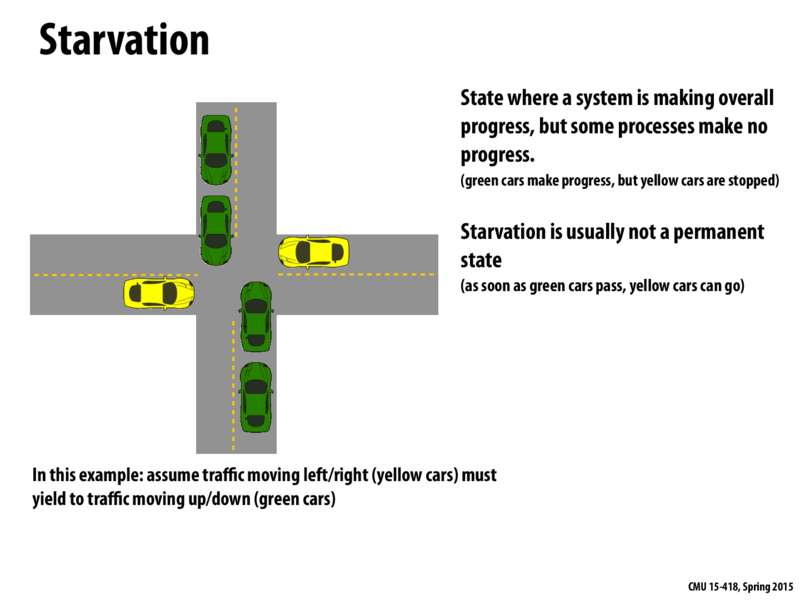 Starvation
State where a system is making overall
progress, but some processes make no
progress.
(green cars make progress, but yellow cars are stopped)
Starvation is usually not a permanent
state
(as soon as green cars pass, yellow cars can go)
In this example: assume traffic moving left/right (yellow cars) must
yield to traffic moving up/down (green cars)
CMU 15-418, Spring 2015